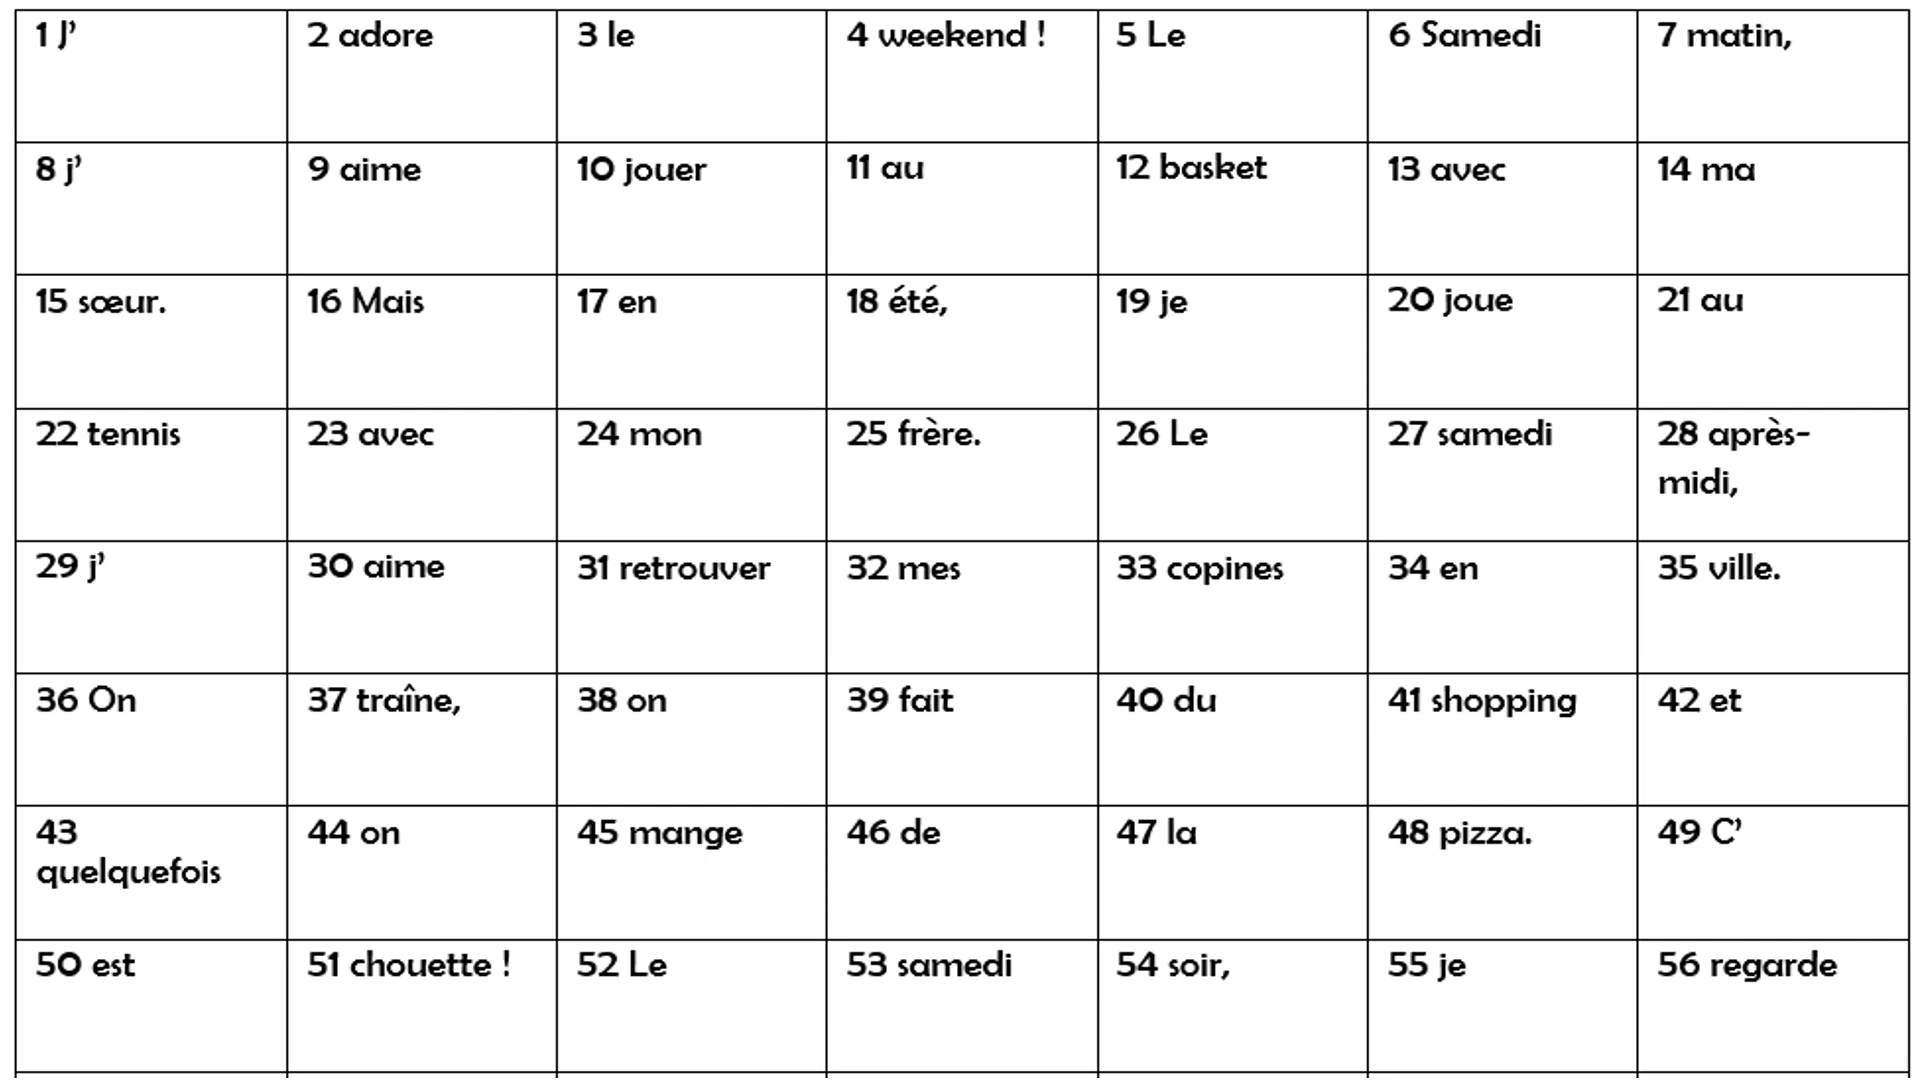 1 J’ 2 adore 3 le 4 weekend ! 5 Le 6 Samedi 7 matin,
8 j’ 9 aime 10 jouer 11 au 12 basket 13 avec 14 ma
15 sœur. 16 Mais 17 en 18 été, 19 je 20 joue 21 au
22 tennis 23 avec 24 mon 25 frère. 26 Le 27 samedi 28 après-
midi,
29 j’ 30 aime 31 retrouver 32 mes 33 copines 34 en 35 ville.
36 On 37 traîne, 38 on 39 fait 40 du 41 shopping 42 et
43
quelquefois
44 on 45 mange 46 de 47 la 48 pizza. 49 C’
50 est 51 chouette ! 52 Le 53 samedi 54 soir, 55 je 56 regarde